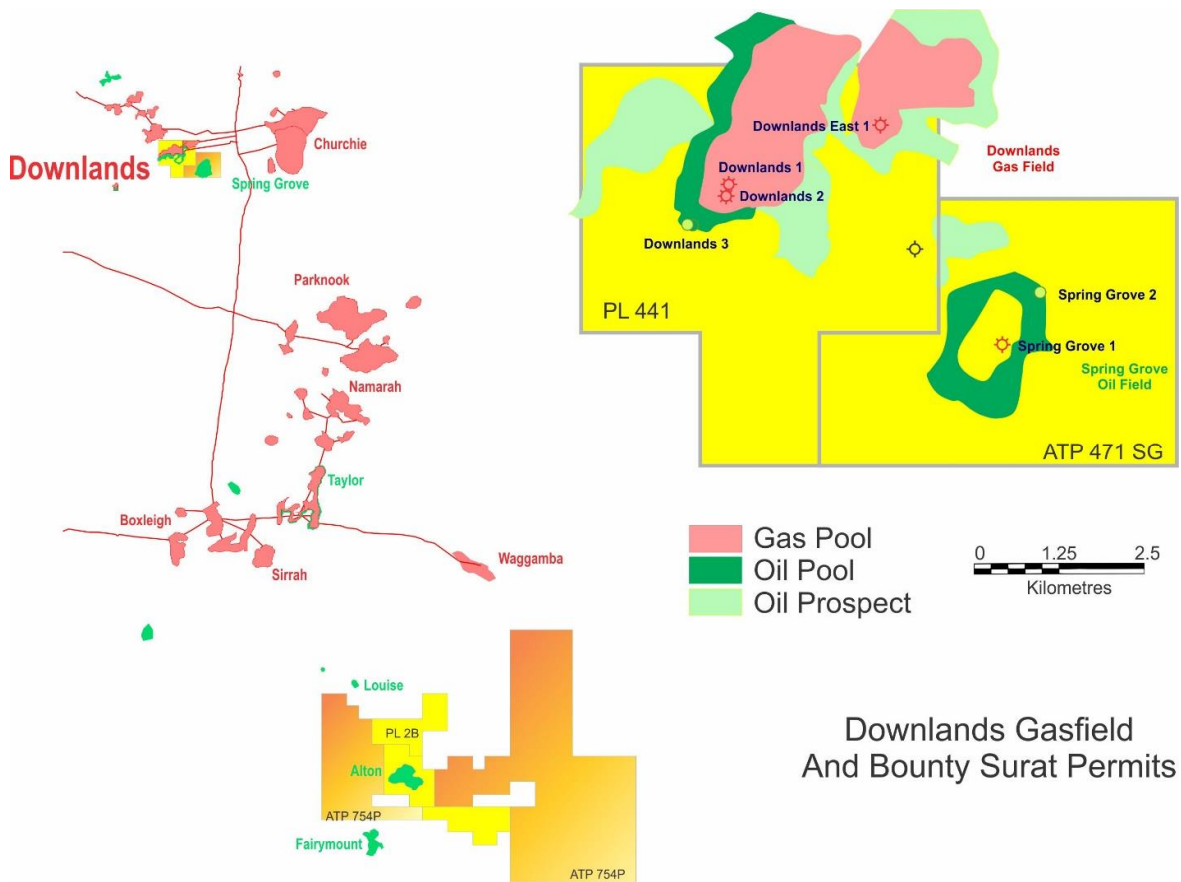 Downlands
Churchie
Spring Grove
Parknook
Namarah
Taylor
Boxleigh
Sirrah
Waggamba
Louise
PL 2B
Alton
ATP 754P
Fairymount
ATP 754P
Downlands East 1
Downlands
Gas Field
Downlands 1
Downlands 2
Downlands 3
PL 441
Spring Grove 2
Spring Grove 1
Spring Grove
Oil Field
ATP 471 SG
Gas Pool
Oil Pool
Oil Prospect
0 1.25 2.5
Kilometres
Downlands Gasfield
And Bounty Surat Permits